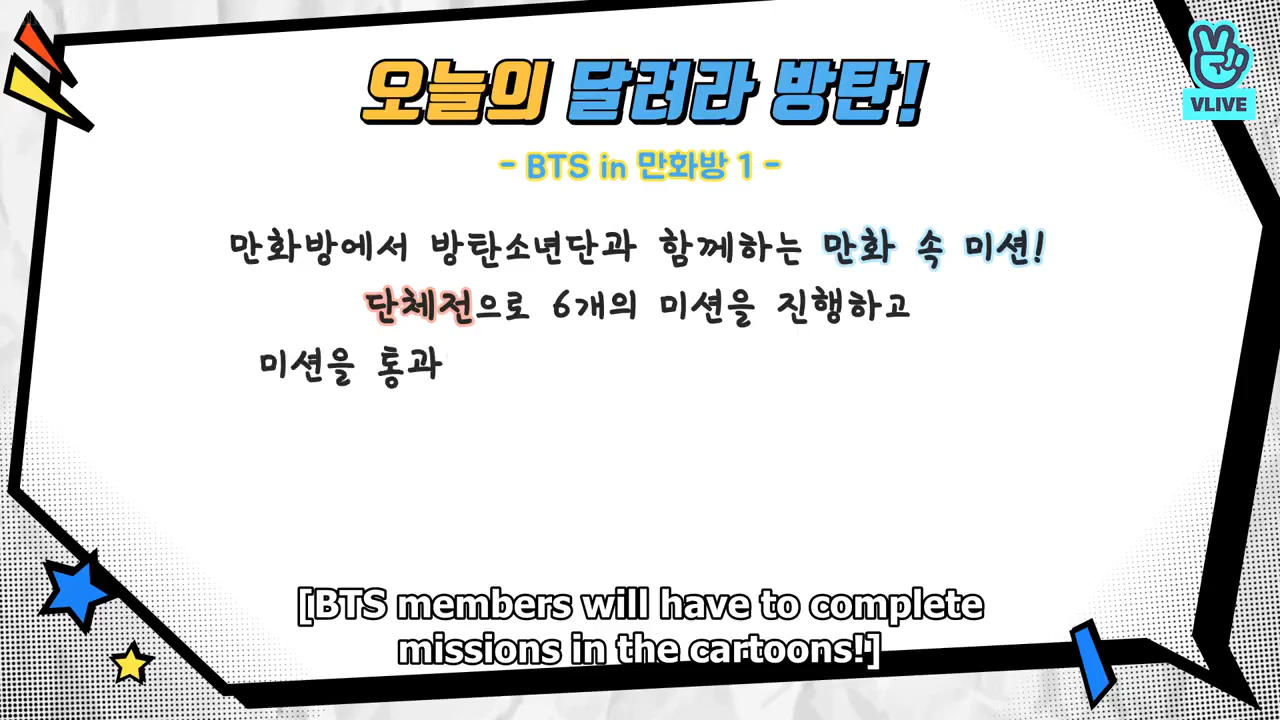 오늘의 달려라 방탄!
VLIVE
- BTS in 만화방 1 -
만화방에서 방탄소년단과 함께하는 만화 속 미션!
단체전으로 6개의 미션을 진행하고
미션을 통과
[BTS members will have to complete
missions in the cartoons!]